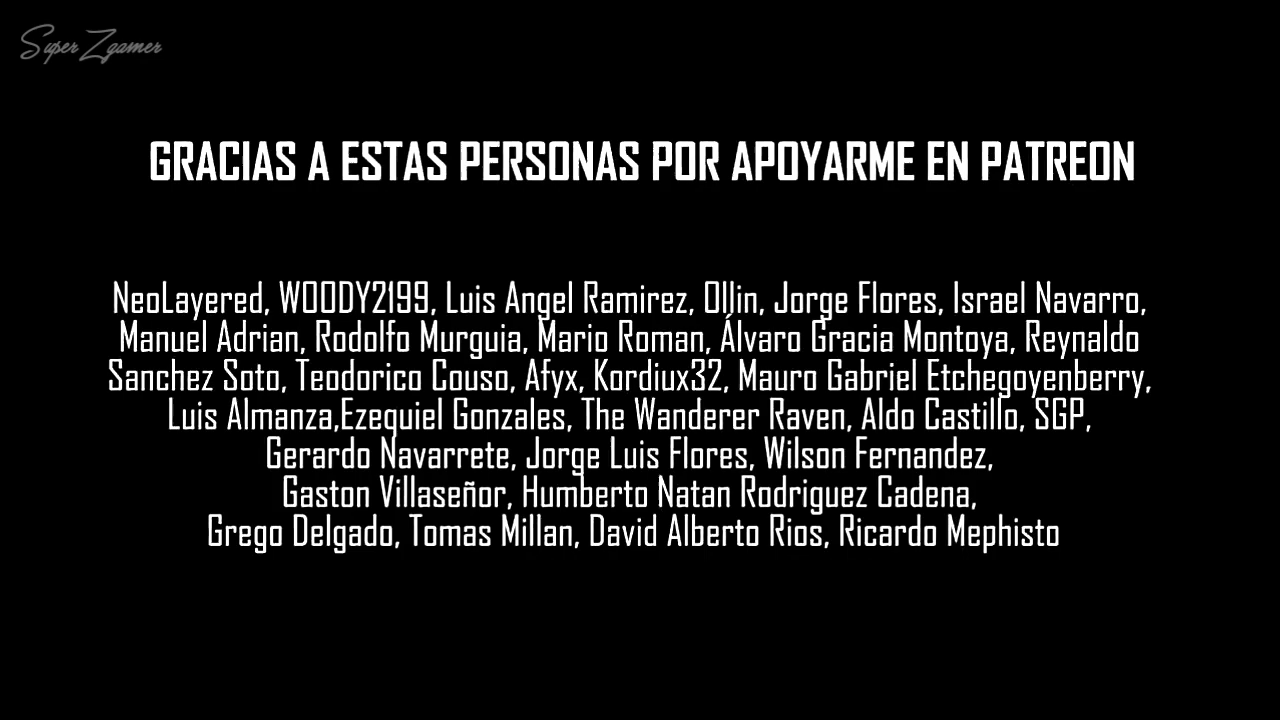 Super Zgamer
GRACIAS A ESTAS PERSONAS POR APOYARME EN PATREON
NeoLayered, WOODY2199, Luis Angel Ramirez, Ollin, Jorge Flores, Israel Navarro,
Manuel Adrian, Rodolfo Murguia, Mario Roman, Álvaro Gracia Montoya, Reynaldo
Sanchez Soto, Teodorico Couso, Afyx, Kordiux32, Mauro Gabriel Etchegoyenberry,
Luis Almanza,Ezequiel Gonzales, The Wanderer Raven, Aldo Castillo, SGP,
Gerardo Navarrete, Jorge Luis Flores, Wilson Fernandez,
Gaston Villaseñor, Humberto Natan Rodriguez Cadena,
Grego Delgado, Tomas Millan, David Alberto Rios, Ricardo Mephisto